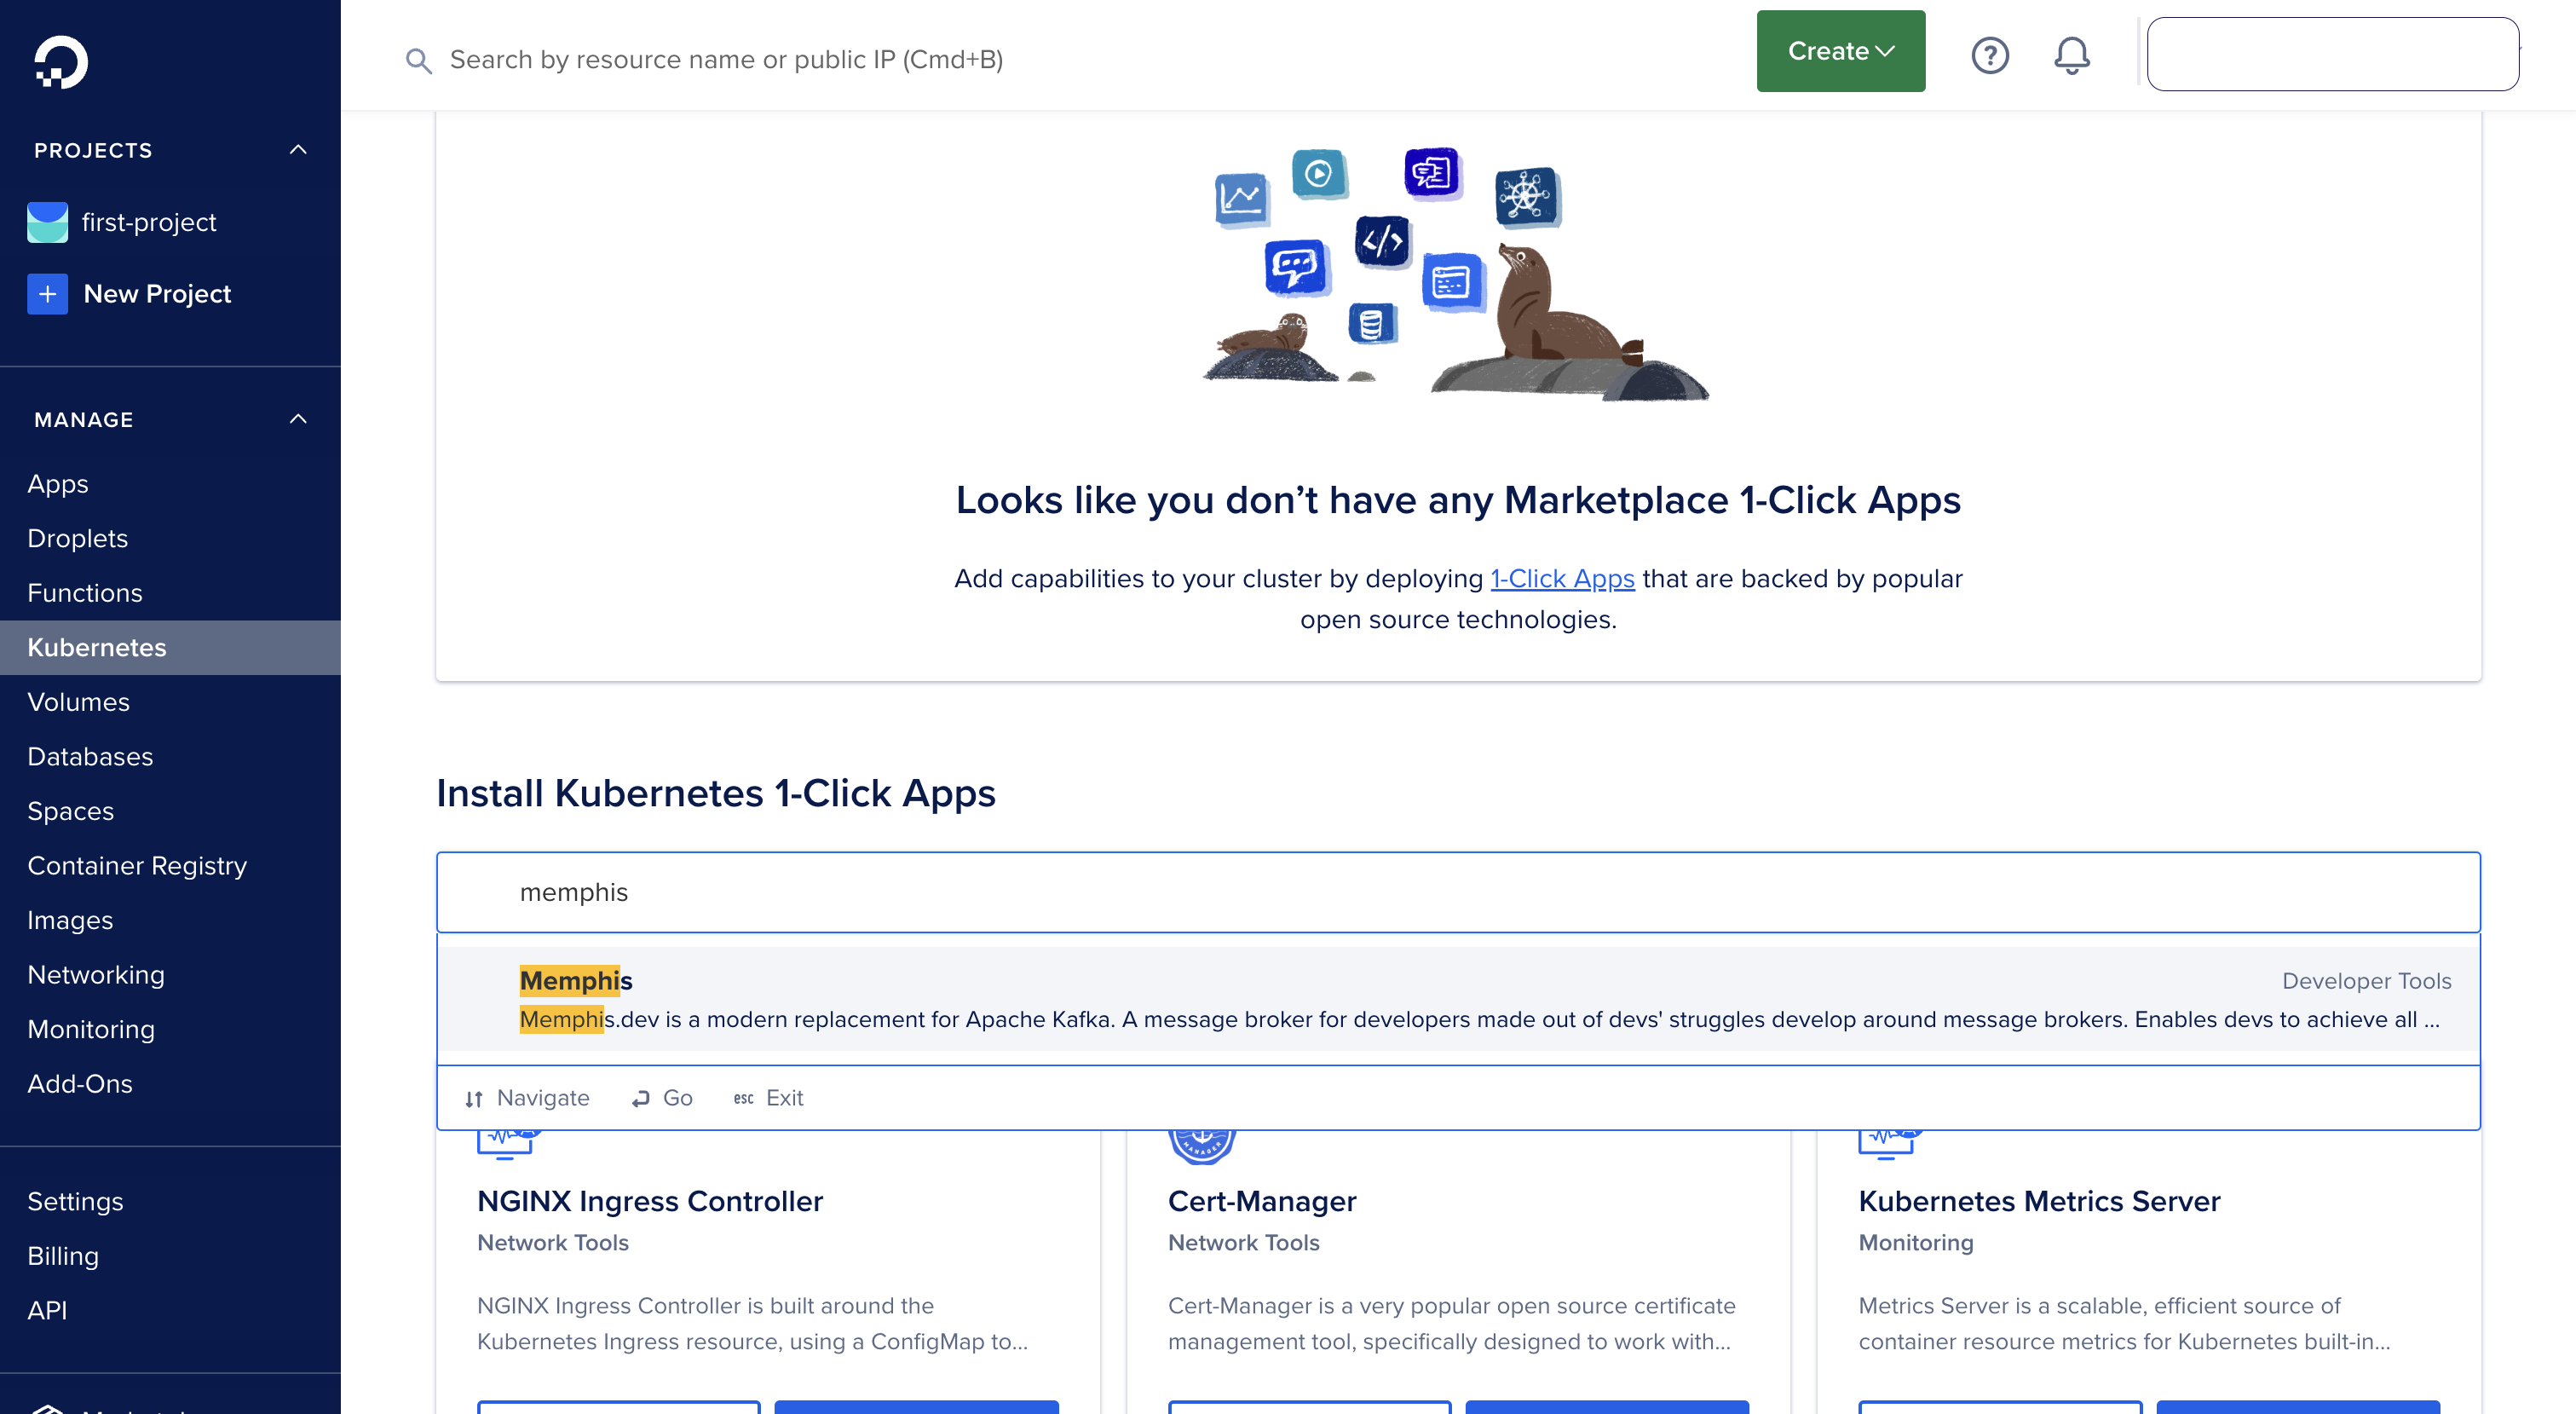 Search by resource name or public IP (Cmd+B)
Create
PROJECTS
first-project
New Project
MANAGE
Apps
Droplets
Functions
Kubernetes
Volumes
Databases
Spaces
Container Registry
Images
Networking
Monitoring
Add-Ons
Settings
Billing
API
Looks like you don’t have any Marketplace 1-Click Apps
Add capabilities to your cluster by deploying 1-Click Apps that are backed by popular
open source technologies.
Install Kubernetes 1-Click Apps
memphis
Memphis
Developer Tools
Memphis.dev is a modern replacement for Apache Kafka. A message broker for developers made out of devs' struggles develop around message brokers. Enables devs to achieve all ...
Navigate
Go
esc Exit
MANAGER
NGINX Ingress Controller
Network Tools
NGINX Ingress Controller is built around the
Kubernetes Ingress resource, using a ConfigMap to...
Cert-Manager
Network Tools
Cert-Manager is a very popular open source certificate
management tool, specifically designed to work with...
Kubernetes Metrics Server
Monitoring
Metrics Server is a scalable, efficient source of
container resource metrics for Kubernetes built-in...